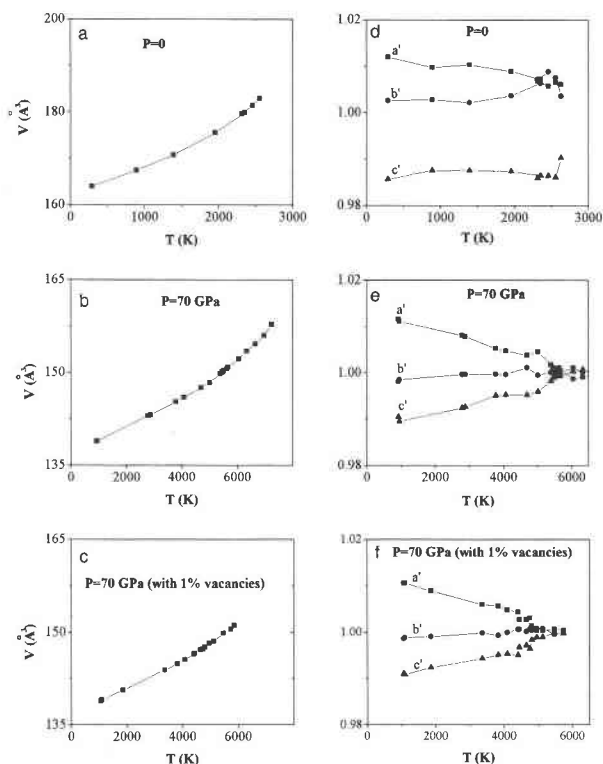 a
P=0
200
180
160
V (Å³)
0 1000 2000 3000
T (K)
d
P=0
1.02
1.00
0.98
a'
b'
c'
0 1000 2000 3000
T (K)
b
P=70 GPa
165
150
135
V (Å³)
0 2000 4000 6000
T (K)
e
P=70 GPa
1.02
1.00
0.98
a'
b'
c'
0 2000 4000 6000
T (K)
c
P=70 GPa (with 1% vacancies)
165
150
135
V (Å³)
0 2000 4000 6000
T (K)
f P=70 GPa (with 1% vacancies)
1.02
1.00
0.98
a'
b'
c'
0 2000 4000 6000
T (K)